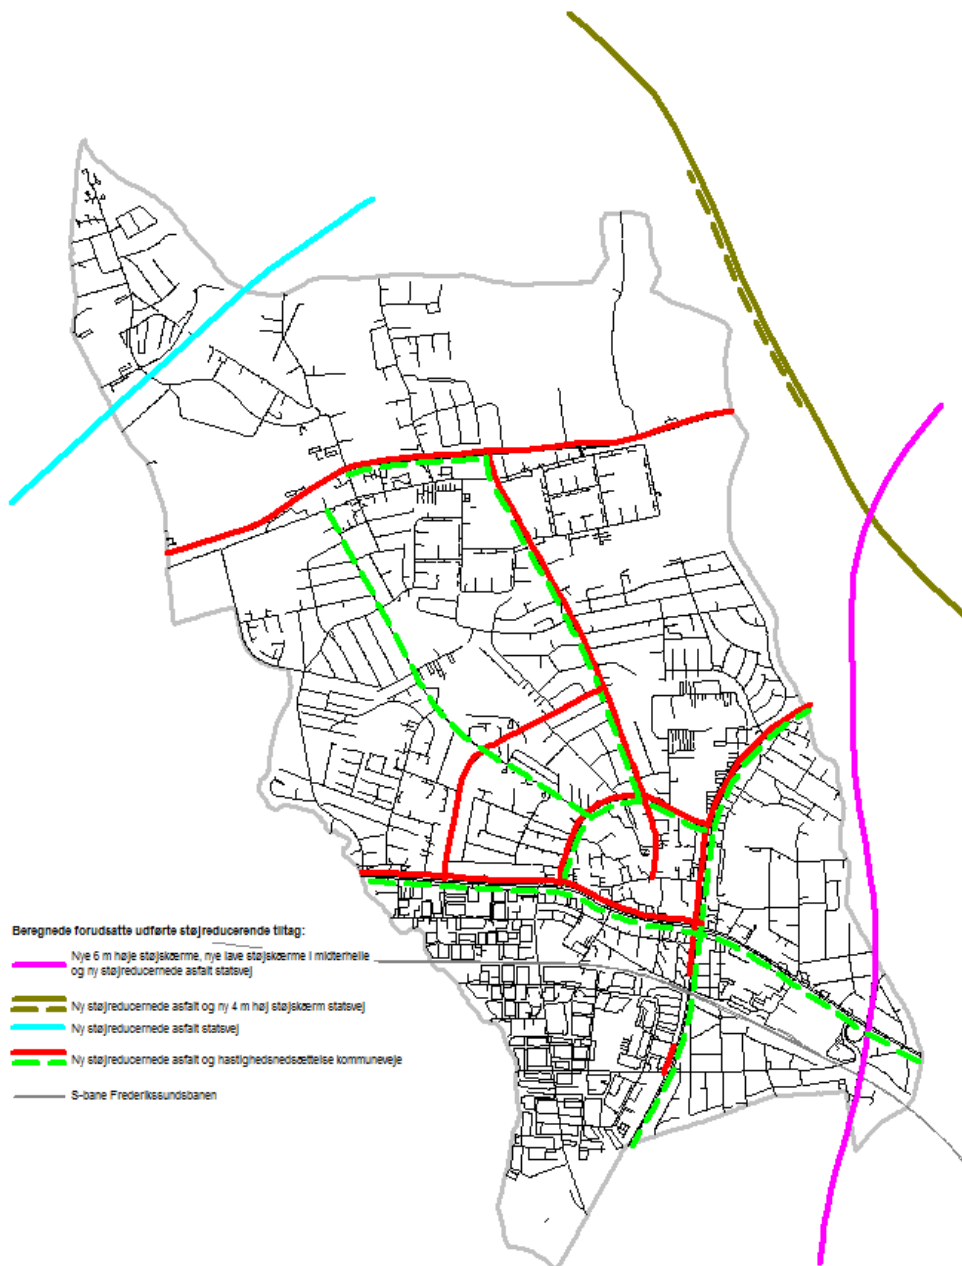 Beregnede forudsatte udførte støjreducerende tiltag:
Nye 6 m høje støjskærme, nye lave støjskærme i midterhelle
og ny støjreducernede asfalt statsvej
Ny støjreducernede asfalt og ny 4 m høj støjskærm statsvej
Ny støjreducernede asfalt statsvej
Ny støjreducernede asfalt og hastighedsnedsættelse kommuneveje
S-bane Frederikssundsbanen